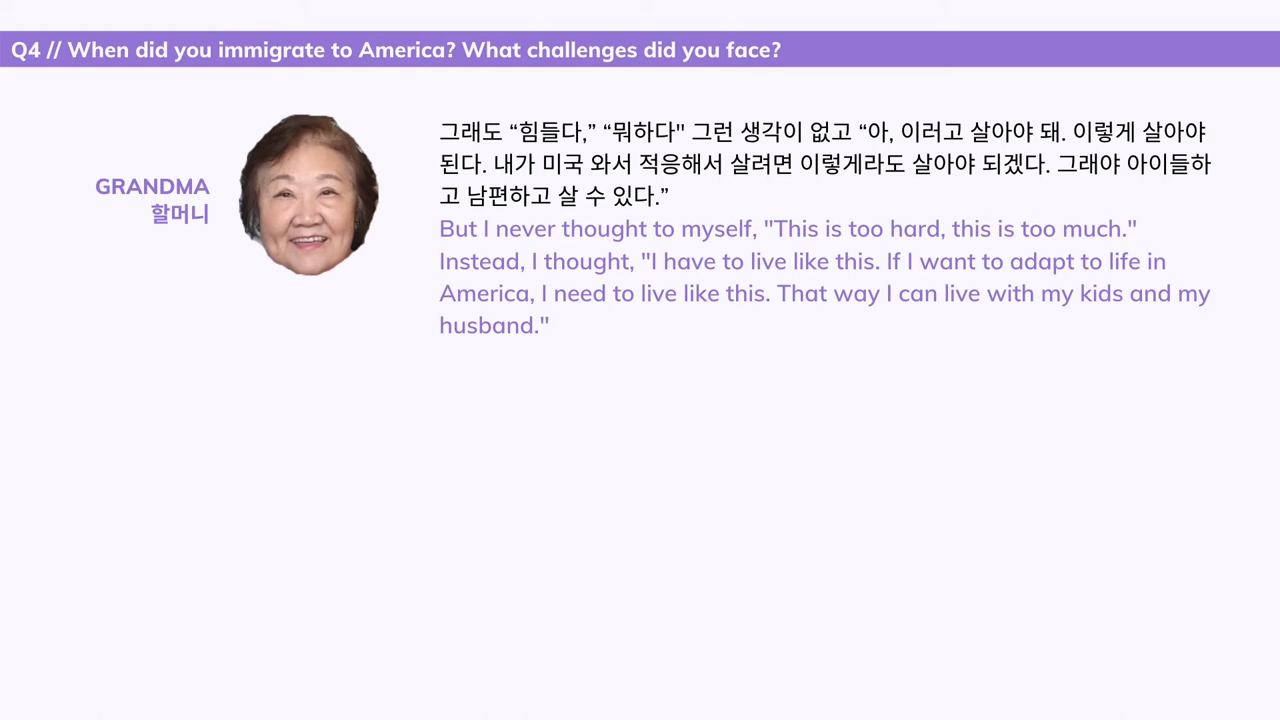 Q4 // When did you immigrate to America? What challenges did you face?
GRANDMA
할머니
그래도 “힘들다,” “뭐하다" 그런 생각이 없고 “아, 이러고 살아야 돼. 이렇게 살아야
된다. 내가 미국 와서 적응해서 살려면 이렇게라도 살아야 되겠다. 그래야 아이들하
고 남편하고 살 수 있다.”
But I never thought to myself, "This is too hard, this is too much."
Instead, I thought, "I have to live like this. If I want to adapt to life in
America, I need to live like this. That way I can live with my kids and my
husband."